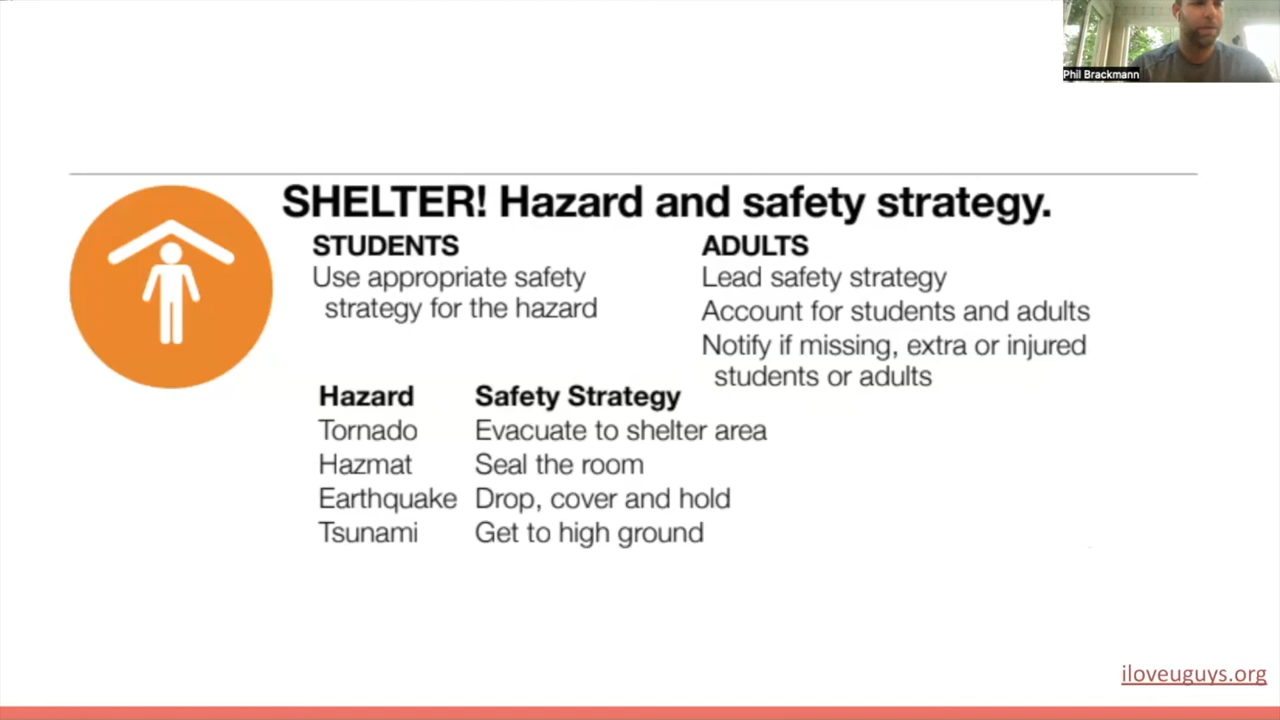 Phil Brackmann
SHELTER! Hazard and safety strategy.
STUDENTS
Use appropriate safety
strategy for the hazard
ADULTS
Lead safety strategy
Account for students and adults
Notify if missing, extra or injured
students or adults
Hazard Safety Strategy
Tornado Evacuate to shelter area
Hazmat Seal the room
Earthquake Drop, cover and hold
Tsunami Get to high ground
iloveuguys.org